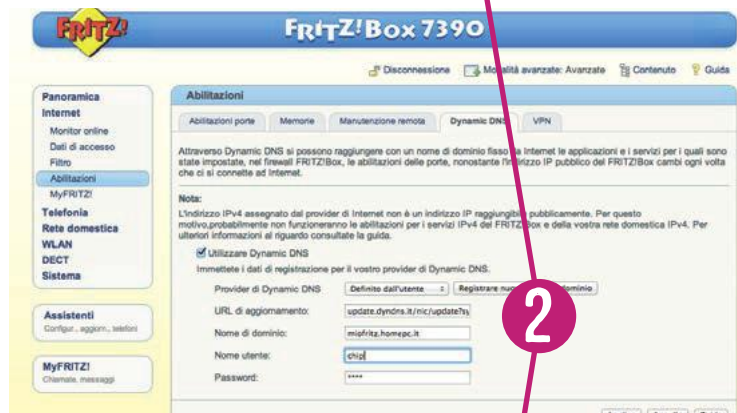 FRITZ!
FRITZ!Box 7390
Disconnessione
Modalità avanzate: Avanzate
Contenuto
Guida
Panoramica
Internet
Monitor online
Dati di accesso
Filtro
Abilitazioni
MyFRITZ!
Telefonia
Rete domestica
WLAN
DECT
Sistema
Assistenti
Configur., aggiorn., telefoni
MyFRITZ!
Chiamate, messaggi
Abilitazioni
Abilitazioni porte
Memorie
Manutenzione remota
Dynamic DNS
VPN
Attraverso Dynamic DNS si possono raggiungere con un nome di dominio fisso da Internet le applicazioni e i servizi per i quali sono
state impostate, nel firewall FRITZ!Box, le abilitazioni delle porte, nonostante l'indirizzo IP pubblico del FRITZ!Box cambi ogni volta
che ci si connette ad Internet.
Nota:
L'indirizzo IPv4 assegnato dal provider di Internet non è un indirizzo IP raggiungibile pubblicamente. Per questo
motivo,probabilmente non funzioneranno le abilitazioni per i servizi IPv4 del FRITZ!Box e della vostra rete domestica IPv4. Per
ulteriori informazioni al riguardo consultate la guida.
Utilizzare Dynamic DNS
Immettete i dati di registrazione per il vostro provider di Dynamic DNS.
Provider di Dynamic DNS
Definito dall'utente
Registrare dominio
URL di aggiornamento:
update.dyndns.it/nic/update?sy
Nome di dominio:
miofritz.homepc.it
Nome utente:
chip
Password:
****
2